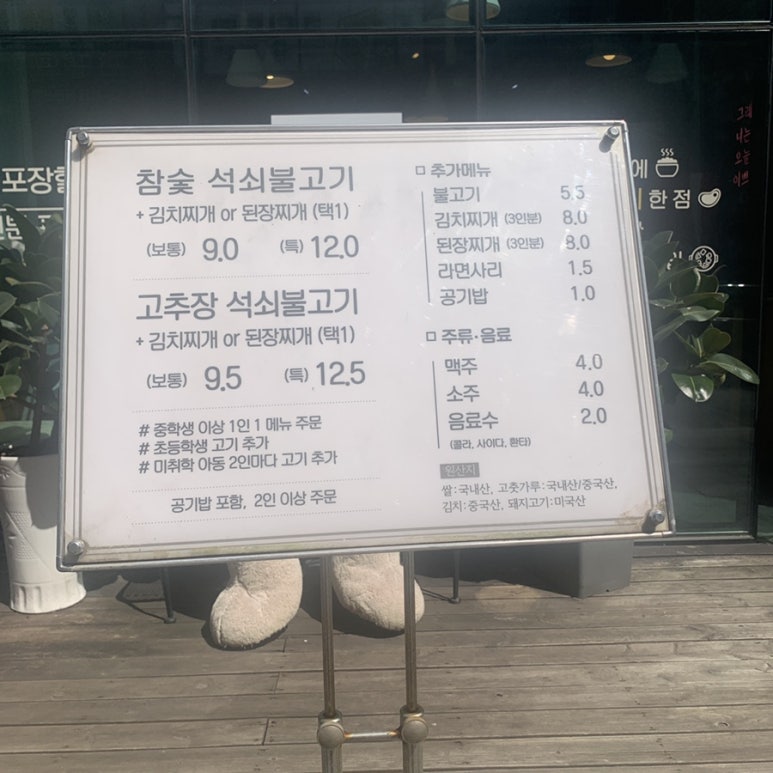 참숯 석쇠불고기
+ 김치찌개 or 된장찌개 (택1)
(보통) 9.0 (특) 12.0
고추장 석쇠불고기
+ 김치찌개 or 된장찌개 (택1)
(보통) 9.5 (특) 12.5
# 중학생 이상 1인 1 메뉴 주문
# 초등학생 고기 추가
# 미취학 아동 2인마다 고기 추가
공기밥 포함, 2인 이상 주문
추가메뉴
불고기 5.5
김치찌개 (3인분) 8.0
된장찌개 (3인분) 8.0
라면사리 1.5
공기밥 1.0
주류·음료
맥주 4.0
소주 4.0
음료수 2.0
(콜라, 사이다, 환타)
원산지
쌀:국내산, 고춧가루:국내산/중국산,
김치:중국산, 돼지고기:미국산
포장할
에
한 점
그래
너는
오늘
이쁘